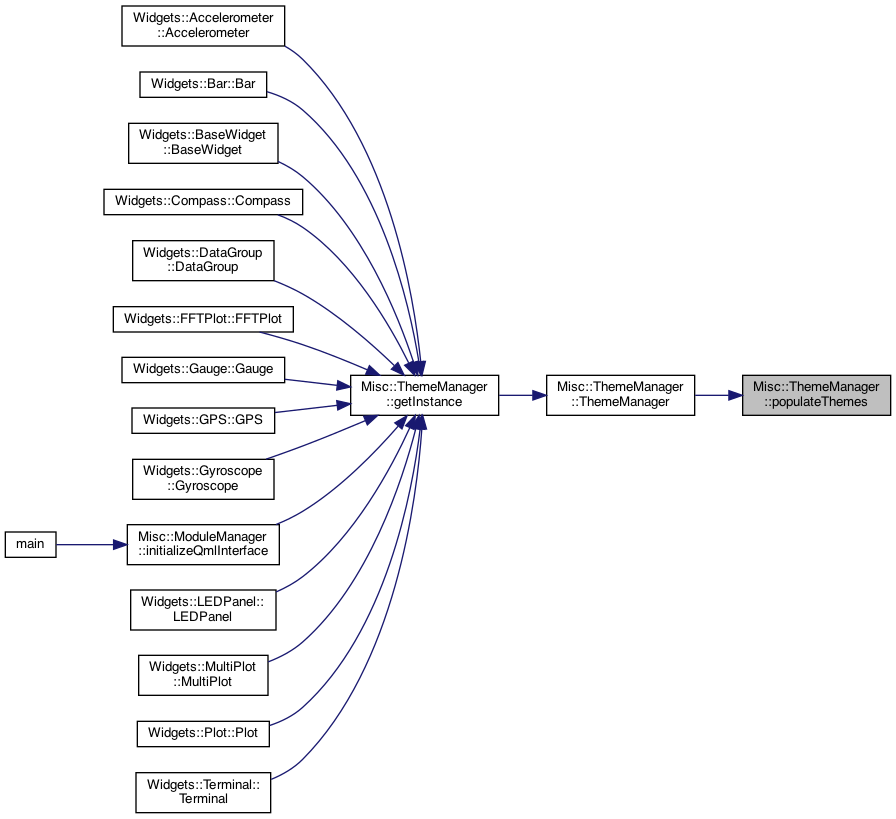 Widgets::Accelerometer
::Accelerometer
Widgets::Bar::Bar
Widgets::BaseWidget
::BaseWidget
Widgets::Compass::Compass
Widgets::DataGroup
::DataGroup
Widgets::FFTPlot::FFTPlot
Widgets::Gauge::Gauge
Widgets::GPS::GPS
Widgets::Gyroscope
::Gyroscope
main
Misc::ModuleManager
::initializeQmlInterface
Widgets::LEDPanel::
LEDPanel
Widgets::MultiPlot
::MultiPlot
Widgets::Plot::Plot
Widgets::Terminal::
Terminal
Misc::ThemeManager
::getInstance
Misc::ThemeManager
::ThemeManager
Misc::ThemeManager
::populateThemes